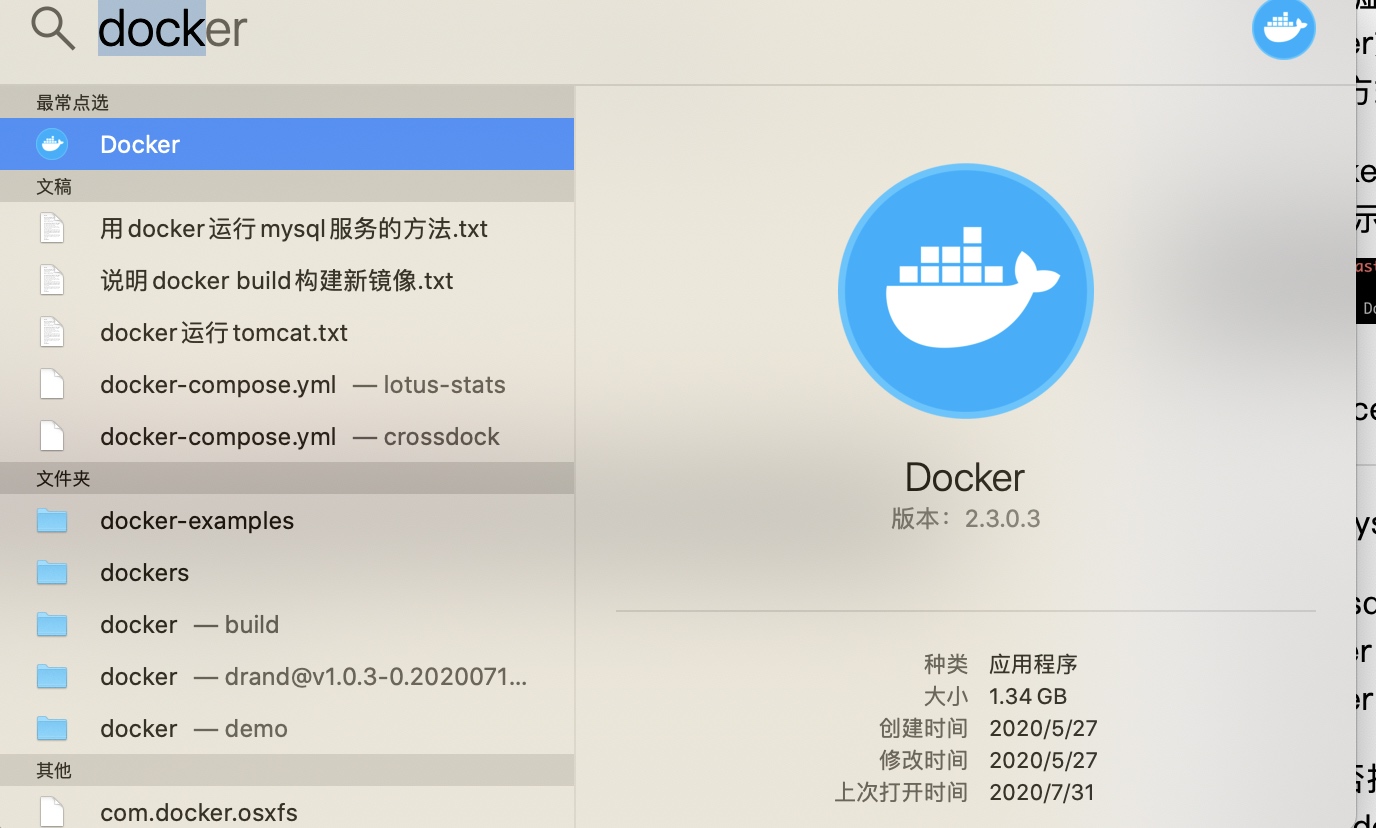 docker
最常点选
Docker
文稿
用docker运行mysql服务的方法.txt
说明docker build构建新镜像.txt
docker运行tomcat.txt
docker-compose.yml — lotus-stats
docker-compose.yml — crossdock
文件夹
docker-examples
dockers
docker — build
docker — drand@v1.0.3-0.2020071...
docker — demo
其他
com.docker.osxfs
Docker
版本：2.3.0.3
种类 应用程序
大小 1.34 GB
创建时间 2020/5/27
修改时间 2020/5/27
上次打开时间 2020/7/31